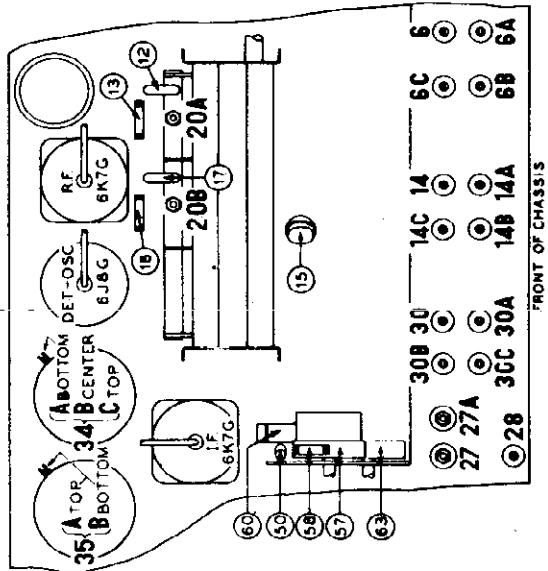 35 { A TOP
B BOTTOM
34 { A BOTTOM
B CENTER
C TOP
DET-OSC
6J8G
R.F.
6K7G
13
12
18
17
20B
20A
I.F.
6K7G
15
60
50
58
57
63
27
27A
28
30B
30
30C
30A
14C
14
14B
14A
6C
6
6B
6A
FRONT OF CHASSIS